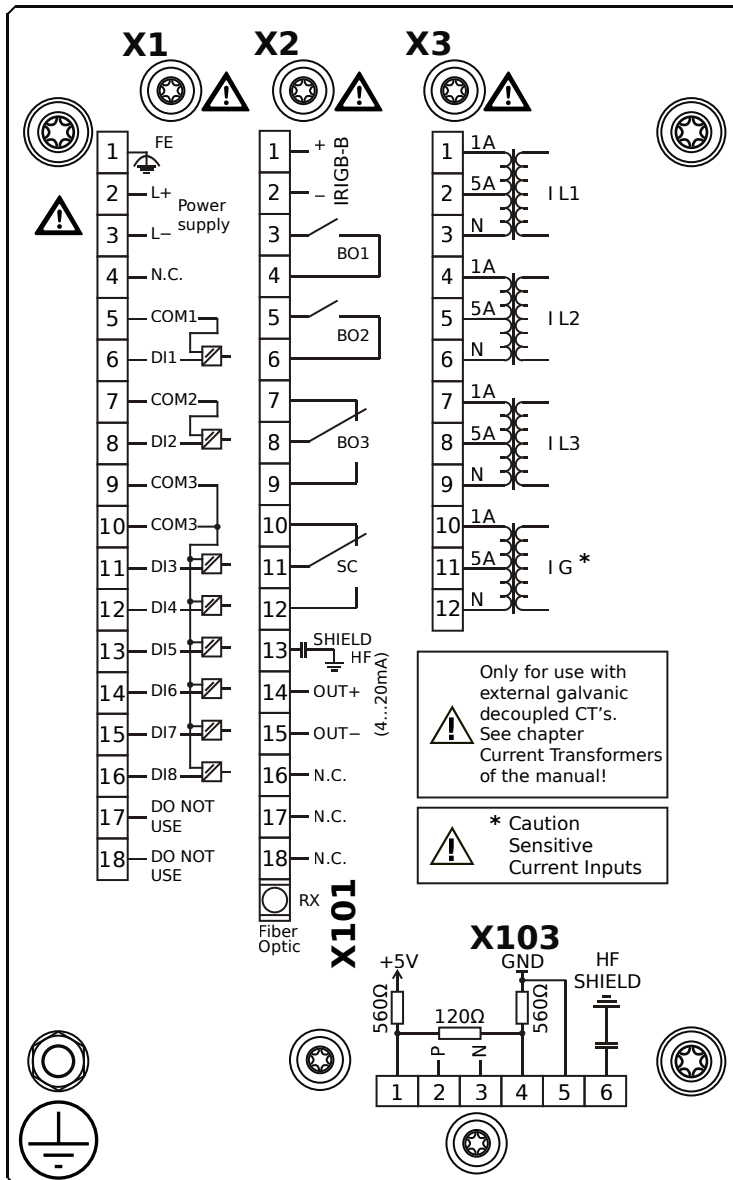 X1
X2
X3
1 FE
2 L+
Power
supply
3 L−
4 N.C.
5 COM1
6 DI1
7 COM2
8 DI2
9 COM3
10 COM3
11 DI3
12 DI4
13 DI5
14 DI6
15 DI7
16 DI8
17 DO NOT
USE
18 DO NOT
USE
1 +
IRIGB-B
2 −
3
BO1
4
5
BO2
6
7
8 BO3
9
10
11 SC
12
13 SHIELD
HF
14 OUT+
(4...20mA)
15 OUT−
16 N.C.
17 N.C.
18 N.C.
RX
Fiber
Optic
X101
1 1A
2 5A I L1
3 N
4 1A
5 5A I L2
6 N
7 1A
8 5A I L3
9 N
10 1A
11 5A I G *
12 N
! Only for use with
external galvanic
decoupled CT's.
See chapter
Current Transformers
of the manual!
! * Caution
Sensitive
Current Inputs
X103
+5V
GND
HF
SHIELD
560Ω
120Ω
560Ω
P
N
1 2 3 4 5 6